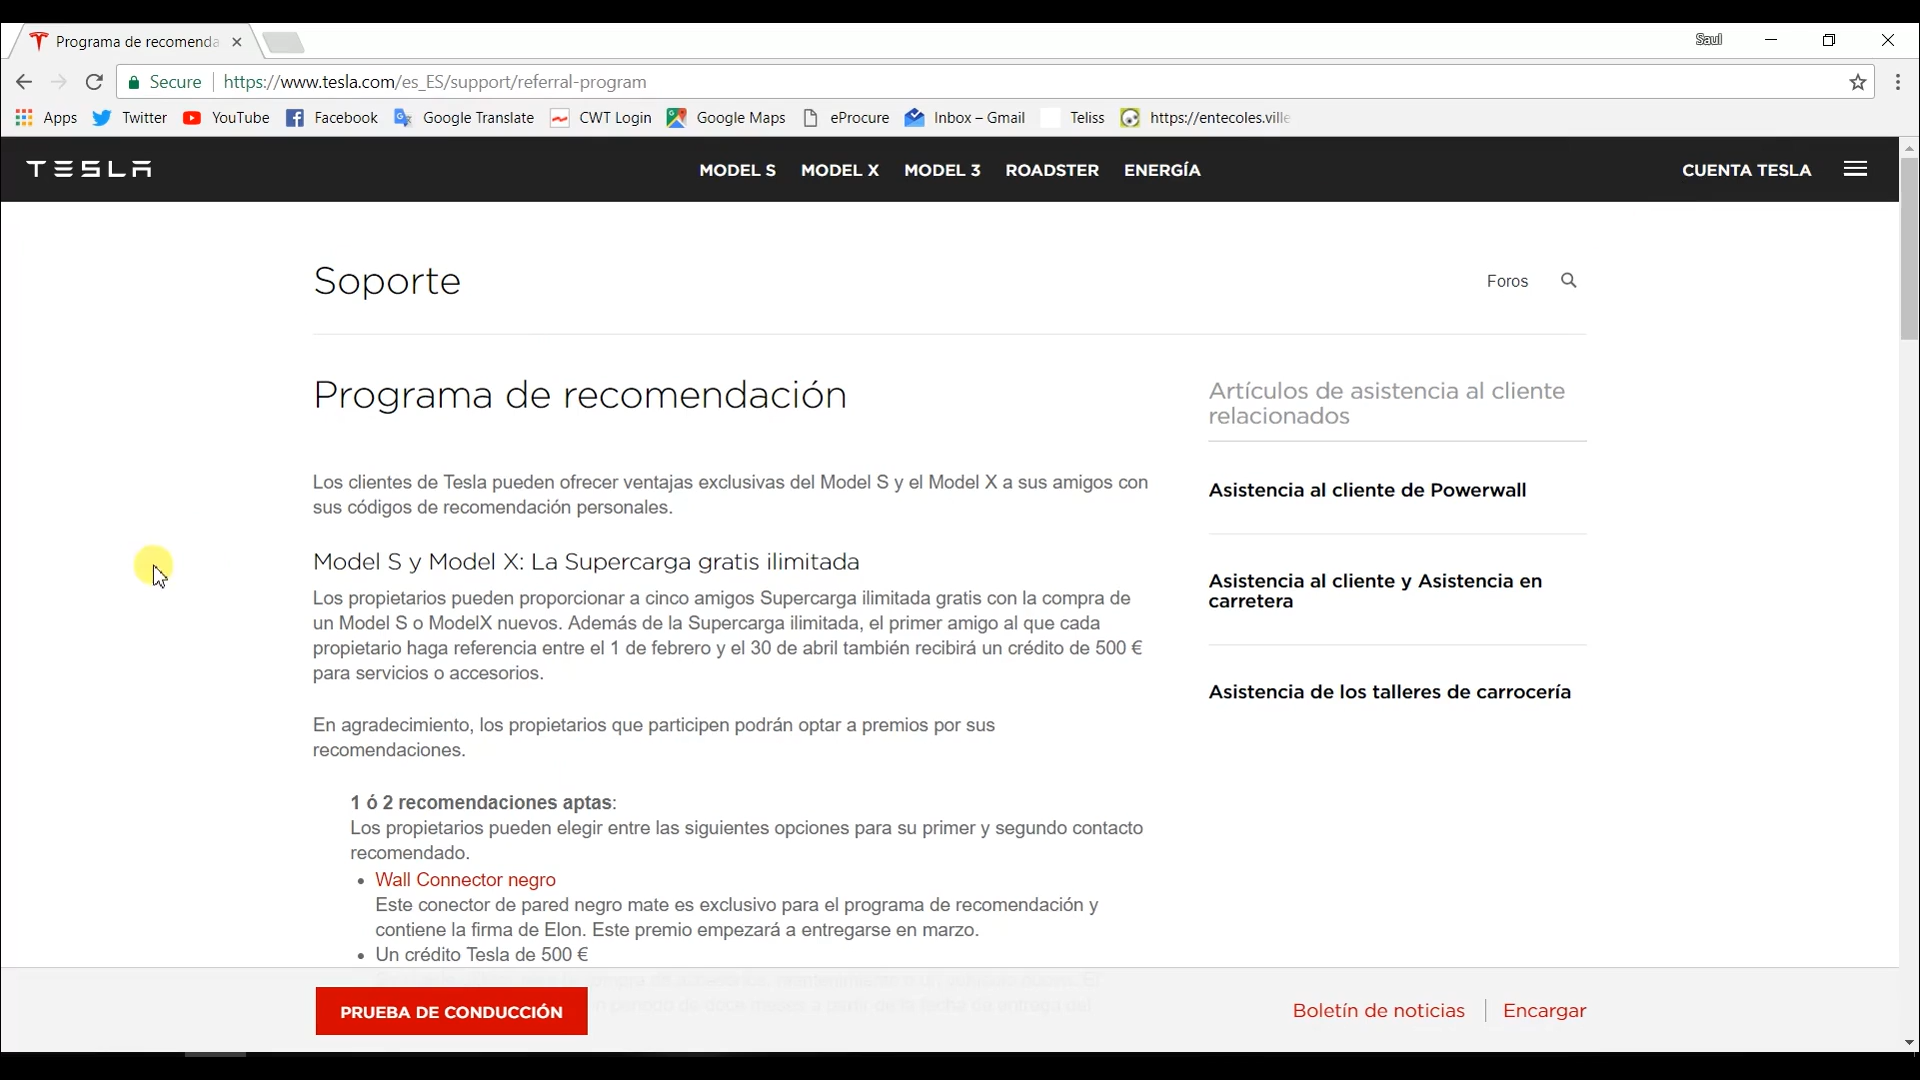 Programa de recomenda
Saul
Secure
https://www.tesla.com/es_ES/support/referral-program
Apps
Twitter
YouTube
Facebook
Google Translate
CWT Login
Google Maps
eProcure
Inbox – Gmail
Teliss
https://entecoles.ville
TESLA
MODEL S
MODEL X
MODEL 3
ROADSTER
ENERGÍA
CUENTA TESLA
Soporte
Foros
Programa de recomendación
Los clientes de Tesla pueden ofrecer ventajas exclusivas del Model S y el Model X a sus amigos con
sus códigos de recomendación personales.
Model S y Model X: La Supercarga gratis ilimitada
Los propietarios pueden proporcionar a cinco amigos Supercarga ilimitada gratis con la compra de
un Model S o ModelX nuevos. Además de la Supercarga ilimitada, el primer amigo al que cada
propietario haga referencia entre el 1 de febrero y el 30 de abril también recibirá un crédito de 500 €
para servicios o accesorios.
En agradecimiento, los propietarios que participen podrán optar a premios por sus
recomendaciones.
1 ó 2 recomendaciones aptas:
Los propietarios pueden elegir entre las siguientes opciones para su primer y segundo contacto
recomendado.
• Wall Connector negro
Este conector de pared negro mate es exclusivo para el programa de recomendación y
contiene la firma de Elon. Este premio empezará a entregarse en marzo.
• Un crédito Tesla de 500 €
Artículos de asistencia al cliente
relacionados
Asistencia al cliente de Powerwall
Asistencia al cliente y Asistencia en
carretera
Asistencia de los talleres de carrocería
PRUEBA DE CONDUCCIÓN
Boletín de noticias
Encargar